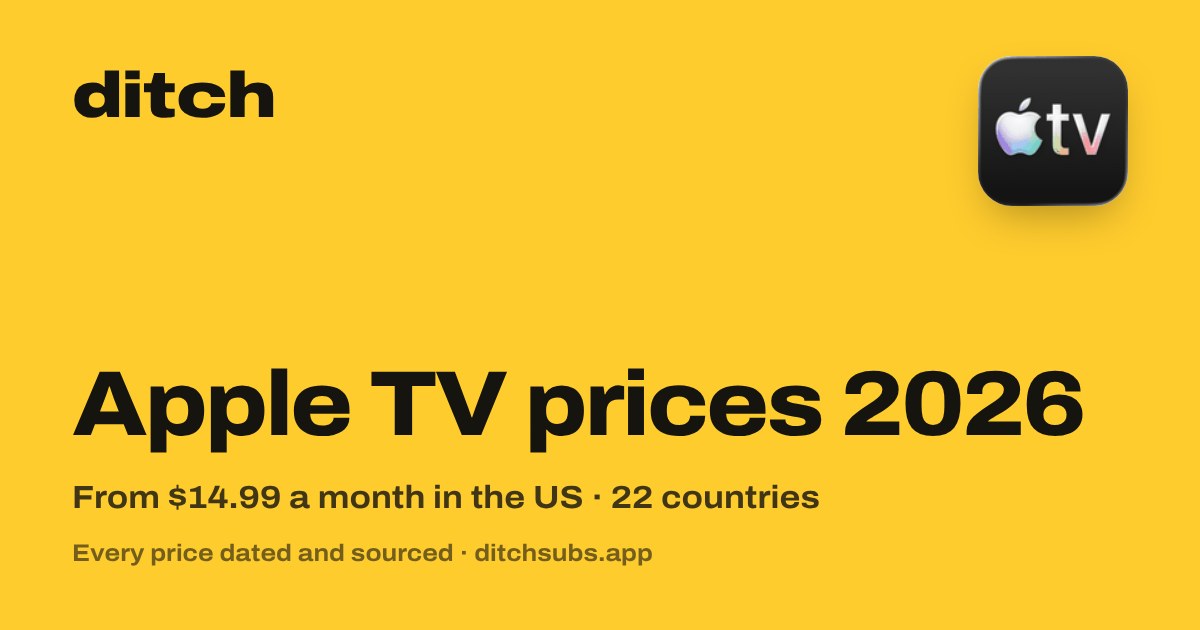 ditch
tv
Apple TV prices 2026
From $14.99 a month in the US · 22 countries
Every price dated and sourced · ditchsubs.app